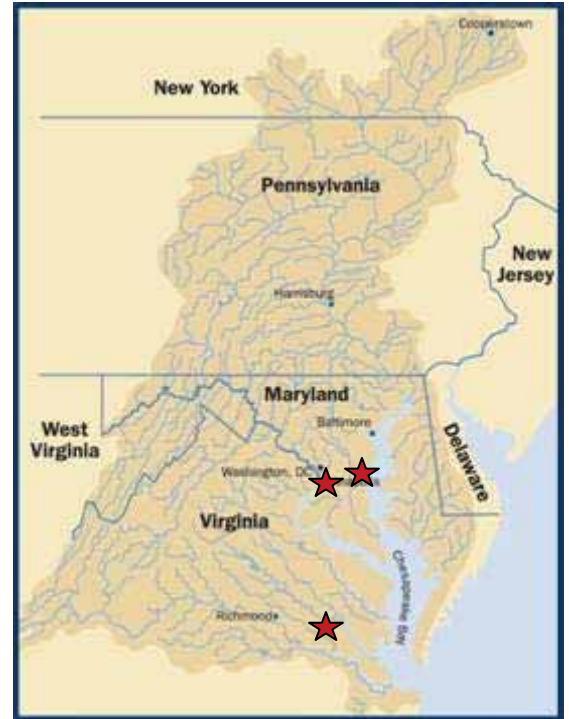 Cooperstown
New York
Pennsylvania
New
Jersey
Harrisburg
Maryland
Baltimore
West
Virginia
Delaware
Washington, DC
Virginia
Chesapeake Bay
Richmond